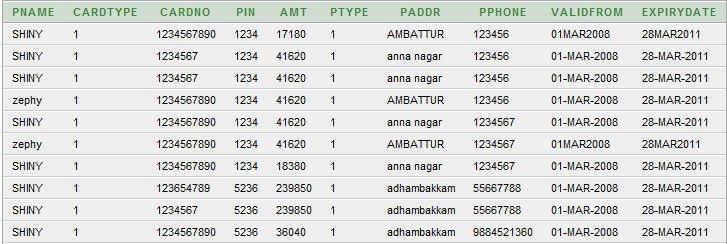 PNAME CARDTYPE CARDNO PIN AMT PTYPE PADDR PPHONE VALIDFROM EXPIRYDATE
SHINY 1 1234567890 1234 17180 1 AMBATTUR 123456 01MAR2008 28MAR2011
SHINY 1 1234567 1234 41620 1 anna nagar 123456 01-MAR-2008 28-MAR-2011
SHINY 1 1234567 1234 41620 1 anna nagar 123456 01-MAR-2008 28-MAR-2011
zephy 1 1234567890 1234 41620 1 AMBATTUR 123456 01-MAR-2008 28-MAR-2011
SHINY 1 1234567890 1234 41620 1 anna nagar 1234567 01-MAR-2008 28-MAR-2011
zephy 1 1234567890 1234 41620 1 AMBATTUR 1234567 01MAR2008 28MAR2011
SHINY 1 1234567890 1234 18380 1 anna nagar 1234567 01-MAR-2008 28-MAR-2011
SHINY 1 123654789 5236 239850 1 adhambakkam 55667788 01-MAR-2008 28-MAR-2011
SHINY 1 1234567 5236 239850 1 adhambakkam 55667788 01-MAR-2008 28-MAR-2011
SHINY 1 1234567890 5236 36040 1 adhambakkam 9884521360 01-MAR-2008 28-MAR-2011